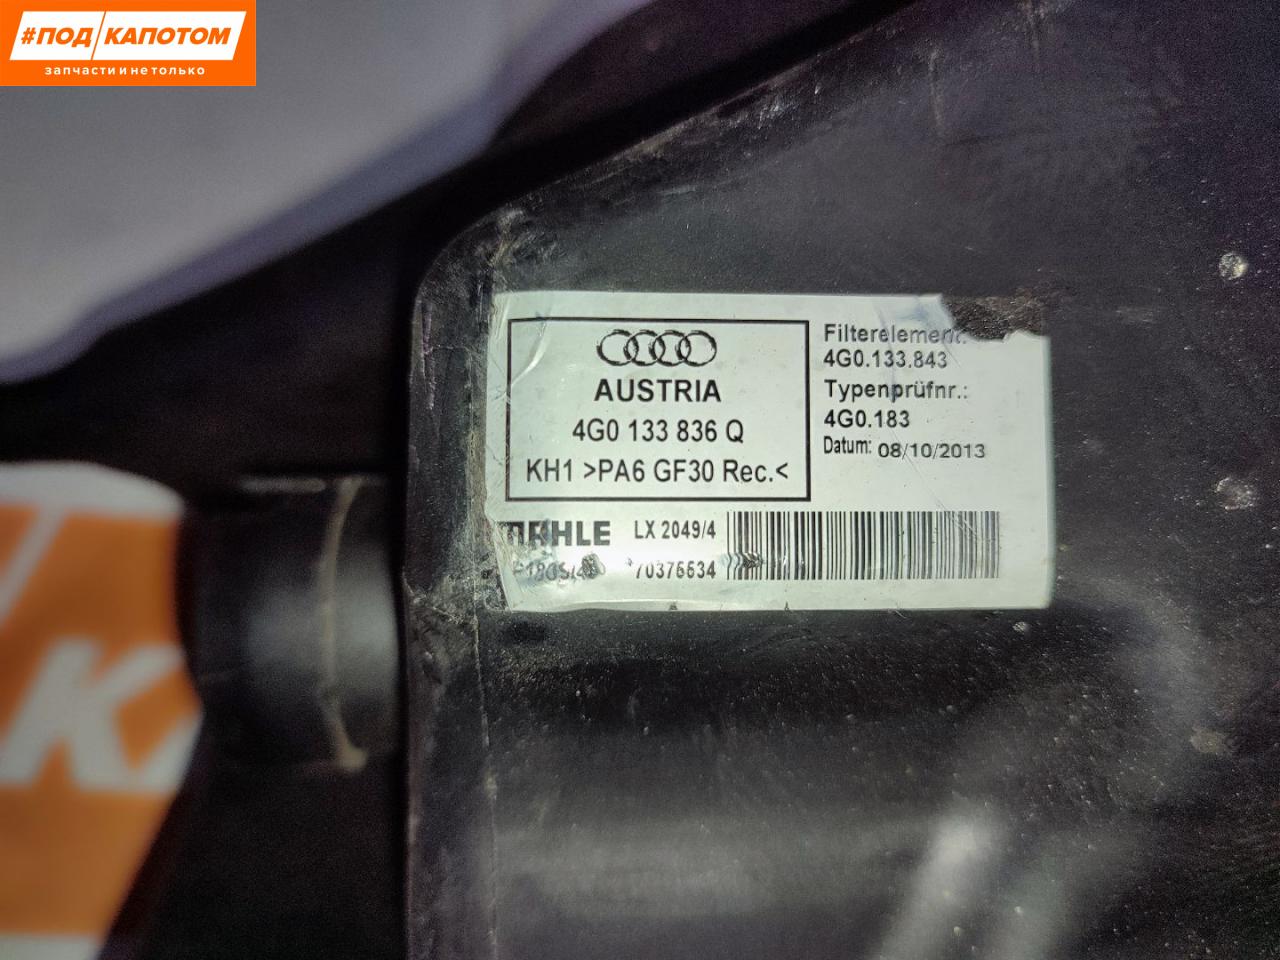 #ПОД КАПОТОМ
запчасти и не только
AUSTRIA
4G0 133 836 Q
KH1 >PA6 GF30 Rec.<
Filterelement:
4G0.133.843
Typenprüfnr.:
4G0.183
Datum: 08/10/2013
MAHLE LX 2049/4
70376634